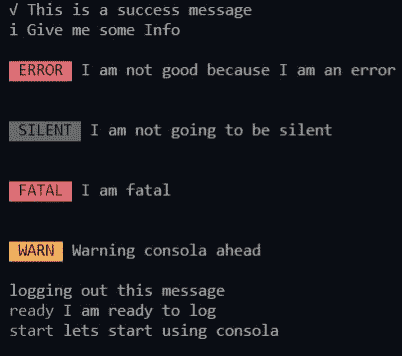 √ This is a success message
i Give me some Info
ERROR I am not good because I am an error
SILENT I am not going to be silent
FATAL I am fatal
WARN Warning consola ahead
logging out this message
ready I am ready to log
start lets start using consola